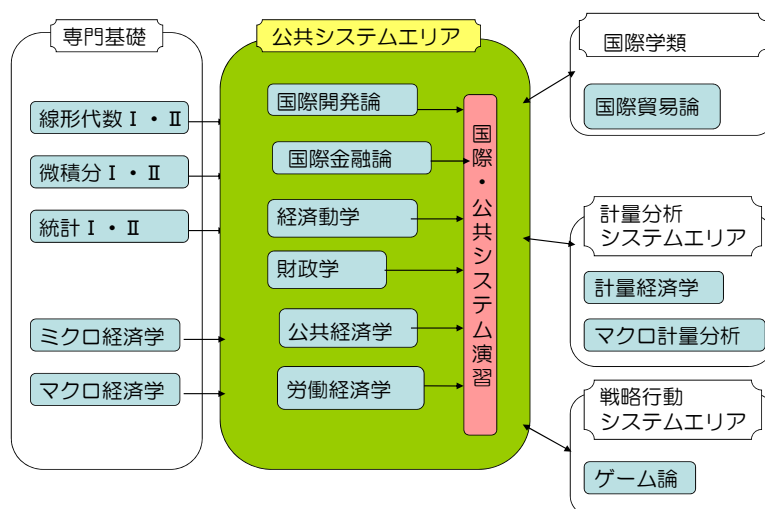 専門基礎
線形代数Ⅰ・Ⅱ
微積分Ⅰ・Ⅱ
統計Ⅰ・Ⅱ
ミクロ経済学
マクロ経済学
公共システムエリア
国際開発論
国際金融論
経済動学
財政学
公共経済学
労働経済学
国際・公共システム演習
国際学類
国際貿易論
計量分析
システムエリア
計量経済学
マクロ計量分析
戦略行動
システムエリア
ゲーム論